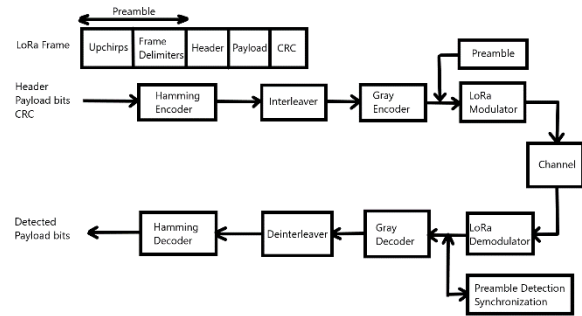 Preamble
LoRa Frame
Upchirps
Frame
Delimiters
Header
Payload
CRC
Preamble
Header
Payload bits
CRC
Hamming
Encoder
Interleaver
Gray
Encoder
LoRa
Modulator
Channel
Detected
Payload bits
Hamming
Decoder
Deinterleaver
Gray
Decoder
LoRa
Demodulator
Preamble Detection
Synchronization